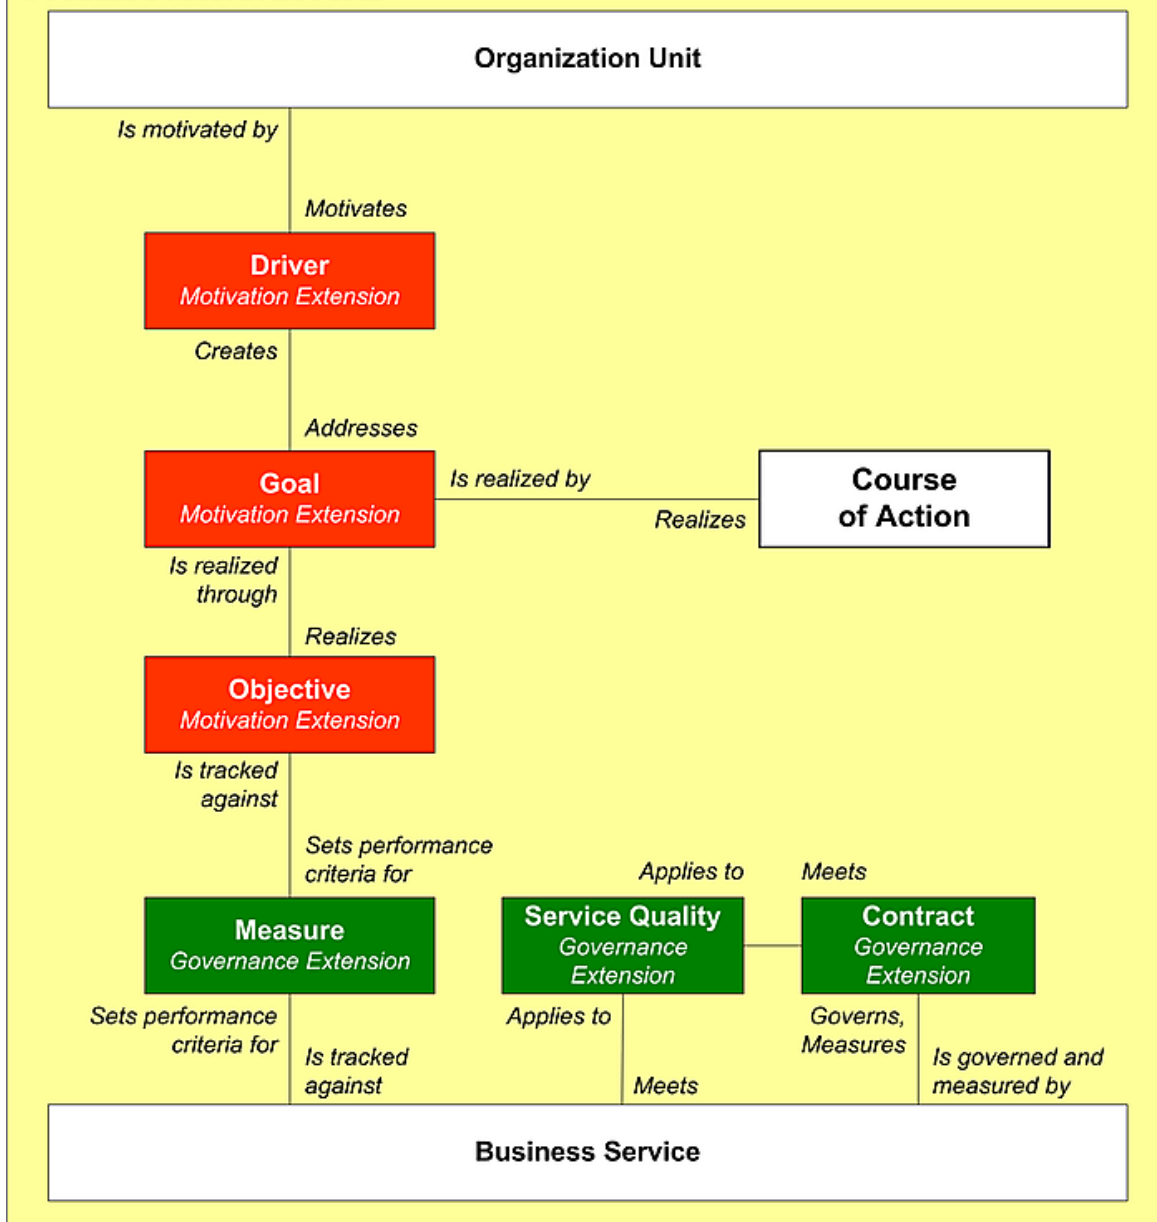 Organization Unit
Is motivated by
Motivates
Driver
Motivation Extension
Creates
Addresses
Goal
Motivation Extension
Is realized by
Realizes
Course
of Action
Is realized
through
Realizes
Objective
Motivation Extension
Is tracked
against
Sets performance
criteria for
Applies to
Meets
Measure
Governance Extension
Service Quality
Governance
Extension
Contract
Governance
Extension
Sets performance
criteria for
Is tracked
against
Applies to
Meets
Governs,
Measures
Is governed and
measured by
Business Service